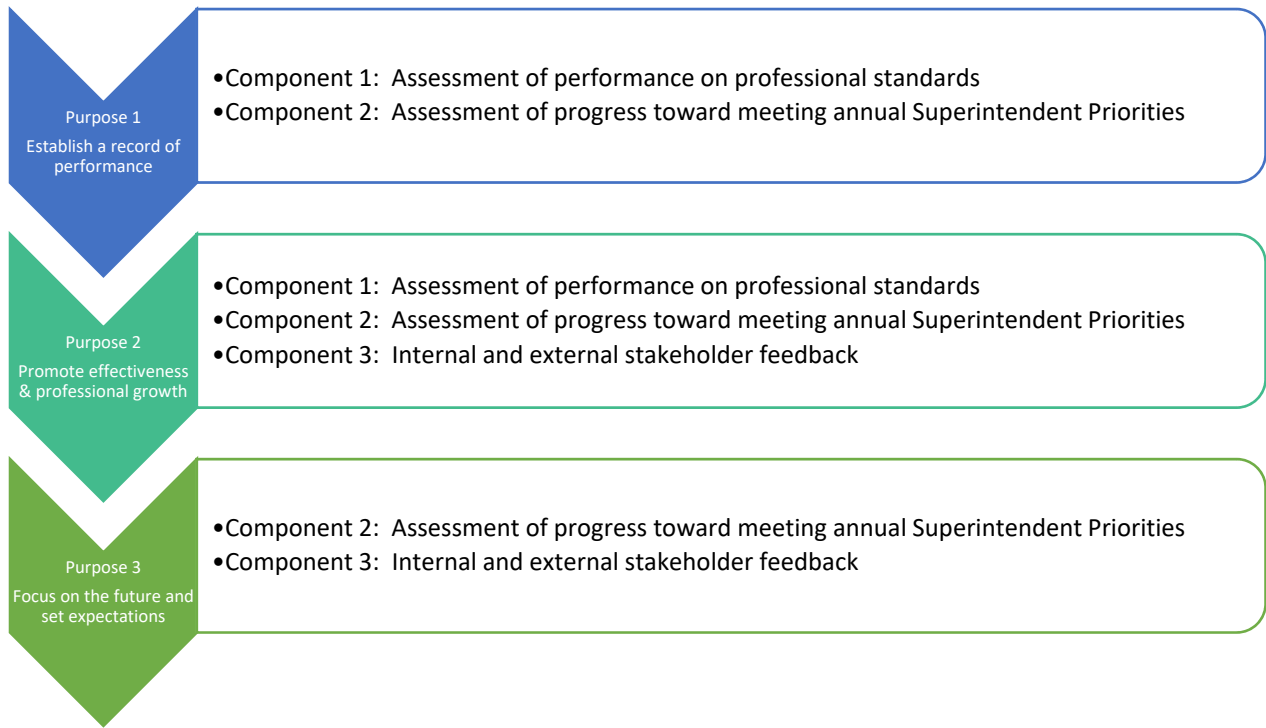 Purpose 1
Establish a record of
performance
•Component 1:  Assessment of performance on professional standards
•Component 2:  Assessment of progress toward meeting annual Superintendent Priorities
Purpose 2
Promote effectiveness
& professional growth
•Component 1:  Assessment of performance on professional standards
•Component 2:  Assessment of progress toward meeting annual Superintendent Priorities
•Component 3:  Internal and external stakeholder feedback
Purpose 3
Focus on the future and
set expectations
•Component 2:  Assessment of progress toward meeting annual Superintendent Priorities
•Component 3:  Internal and external stakeholder feedback